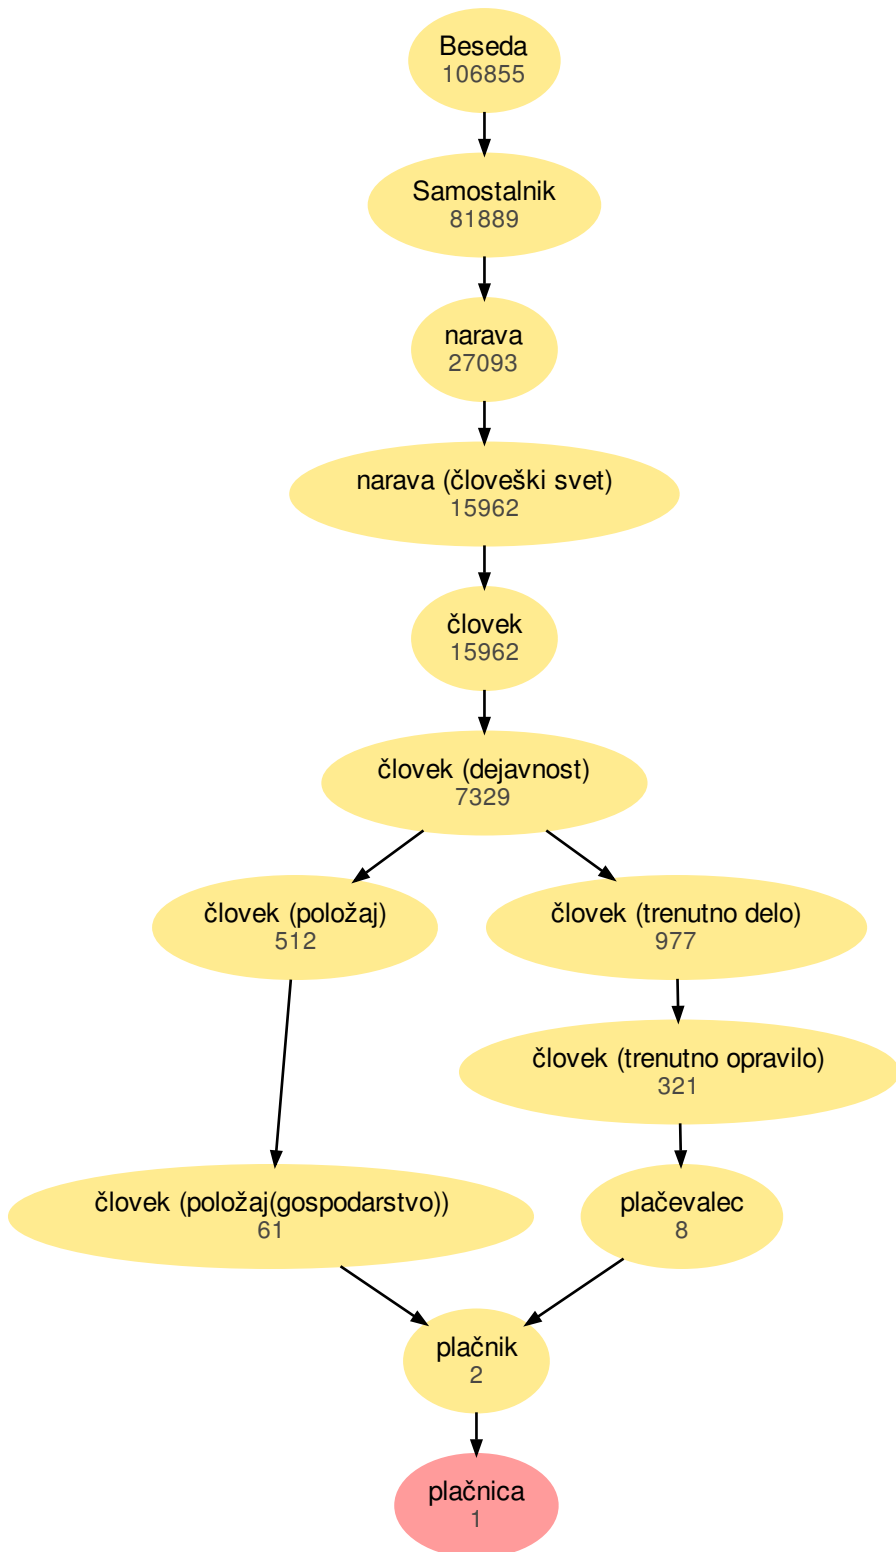 Beseda
106855
Samostalnik
81889
narava
27093
narava (človeški svet)
15962
človek
15962
človek (dejavnost)
7329
človek (položaj)
512
človek (trenutno delo)
977
človek (trenutno opravilo)
321
človek (položaj(gospodarstvo))
61
plačevalec
8
plačnik
2
plačnica
1